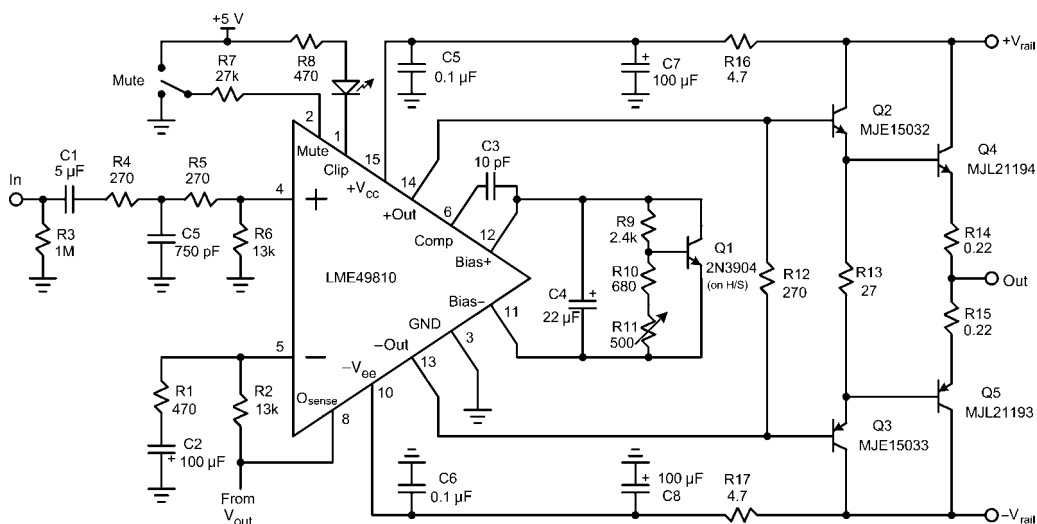 +5 V
R7
27k
R8
470
Mute
2
1
C5
0.1 µF
+
C7
100 µF
R16
4.7
+Vrail
Q2
MJE15032
Q4
MJL21194
Mute
Clip
15
+Vcc
14
+Out
C3
10 pF
6
Comp
12
Bias+
In
C1
5 µF
R4
270
R5
270
4
+
R3
1M
C5
750 pF
R6
13k
LME49810
R9
2.4k
Q1
2N3904
(on H/S)
R10
680
C4
22 µF
+
R11
500
R12
270
R13
27
R14
0.22
Out
R15
0.22
Bias–
11
GND
3
–Out
13
5
–
–Vee
10
Osense
8
R1
470
R2
13k
C2
+ 100 µF
From
Vout
C6
0.1 µF
+
100 µF
C8
R17
4.7
Q3
MJE15033
Q5
MJL21193
–Vrail